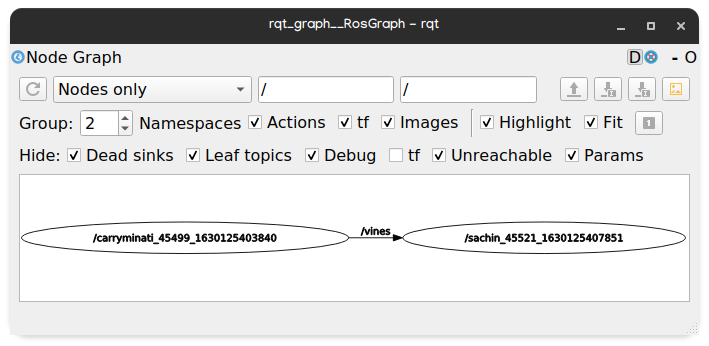 rqt_graph__RosGraph - rqt
Node Graph D - O
Nodes only / /
Group: 2 Namespaces Actions tf Images Highlight Fit 1
Hide: Dead sinks Leaf topics Debug tf Unreachable Params
/carryminati_45499_1630125403840 /vines /sachin_45521_1630125407851